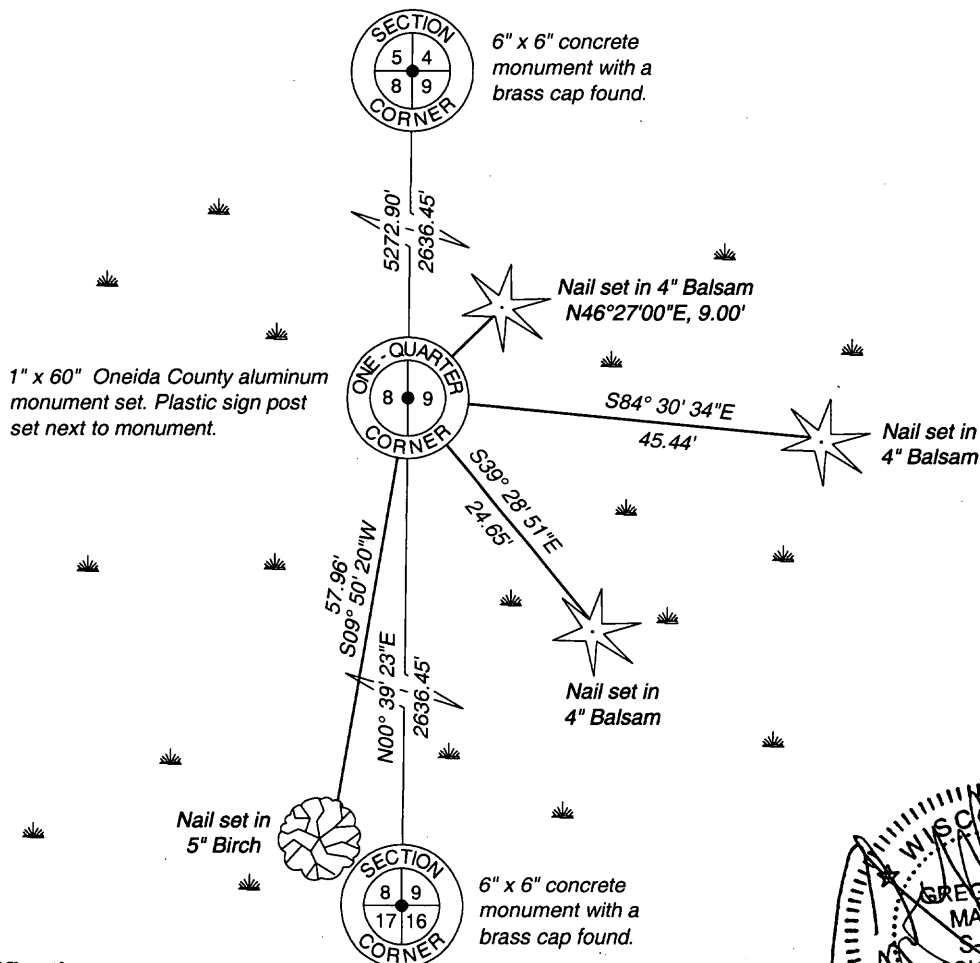 SECTION
5 4
8 9
CORNER
6" x 6" concrete
monument with a
brass cap found.
5272.90'
2636.45'
Nail set in 4" Balsam
N46°27'00"E, 9.00'
1" x 60" Oneida County aluminum
monument set. Plastic sign post
set next to monument.
ONE-QUARTER
8 9
CORNER
S84° 30' 34"E
45.44'
Nail set in
4" Balsam
S39° 28' 51"E
24.65'
Nail set in
4" Balsam
57.96'
S09° 50' 20"W
N00° 39' 23"E
2636.45'
Nail set in
5" Birch
SECTION
8 9
17 16
CORNER
6" x 6" concrete
monument with a
brass cap found.